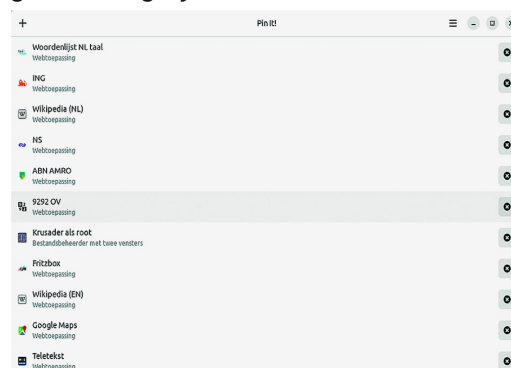 Pin It!
Woordenlijst NL taal
Webtoepassing
ING
Webtoepassing
Wikipedia (NL)
Webtoepassing
NS
Webtoepassing
ABN AMRO
Webtoepassing
9292 OV
Webtoepassing
Krusader als root
Bestandsbeheerder met twee vensters
Fritzbox
Webtoepassing
Wikipedia (EN)
Webtoepassing
Google Maps
Webtoepassing
Teletekst
Webtoepassing